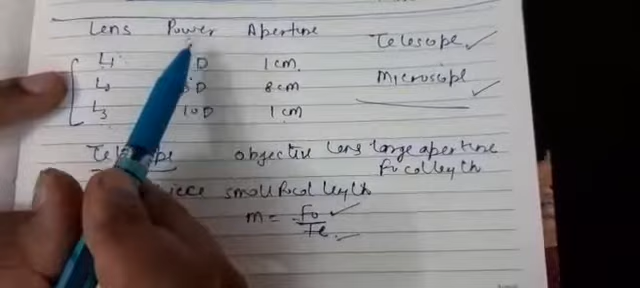 Lens Power Aperture
Telescope
L1 D 1 cm
Microscope
L2 D 8 cm
L3 10 D 1 cm
objective Lens large aperture
focal length
small focal length
m = fo
fe